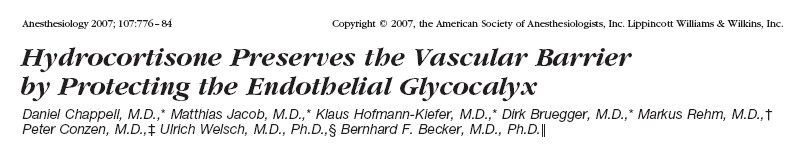 Anesthesiology 2007; 107:776–84 Copyright © 2007, the American Society of Anesthesiologists, Inc. Lippincott Williams & Wilkins, Inc.
Hydrocortisone Preserves the Vascular Barrier
by Protecting the Endothelial Glycocalyx
Daniel Chappell, M.D.,* Matthias Jacob, M.D.,* Klaus Hofmann-Kiefer, M.D.,* Dirk Bruegger, M.D.,* Markus Rehm, M.D.,†
Peter Conzen, M.D.,‡ Ulrich Welsch, M.D., Ph.D.,§ Bernhard F. Becker, M.D., Ph.D.‖